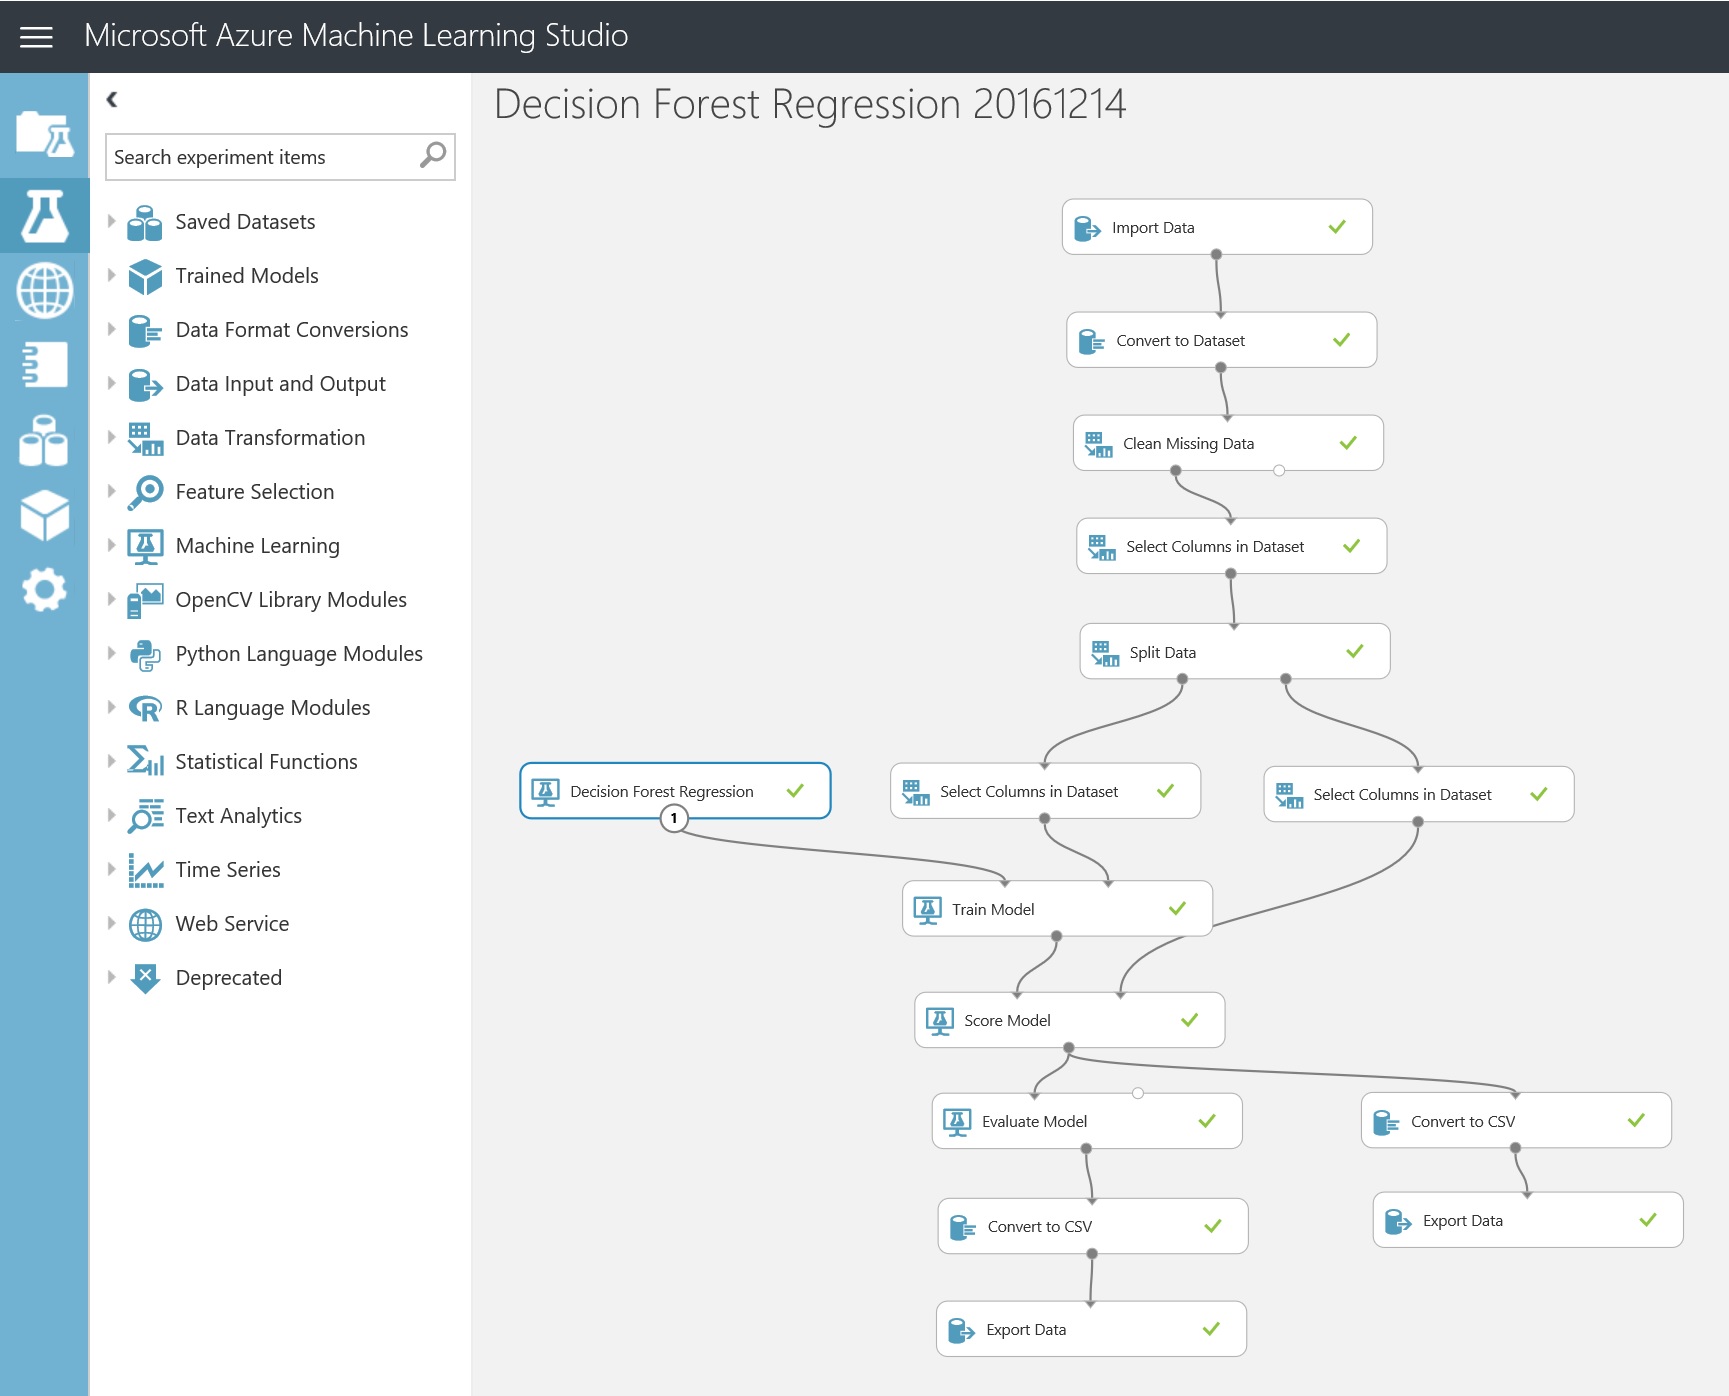 Microsoft Azure Machine Learning Studio
Decision Forest Regression 20161214
Search experiment items
Saved Datasets
Trained Models
Data Format Conversions
Data Input and Output
Data Transformation
Feature Selection
Machine Learning
OpenCV Library Modules
Python Language Modules
R Language Modules
Statistical Functions
Text Analytics
Time Series
Web Service
Deprecated
Import Data
Convert to Dataset
Clean Missing Data
Select Columns in Dataset
Split Data
Decision Forest Regression
1
Select Columns in Dataset
Select Columns in Dataset
Train Model
Score Model
Evaluate Model
Convert to CSV
Convert to CSV
Export Data
Export Data